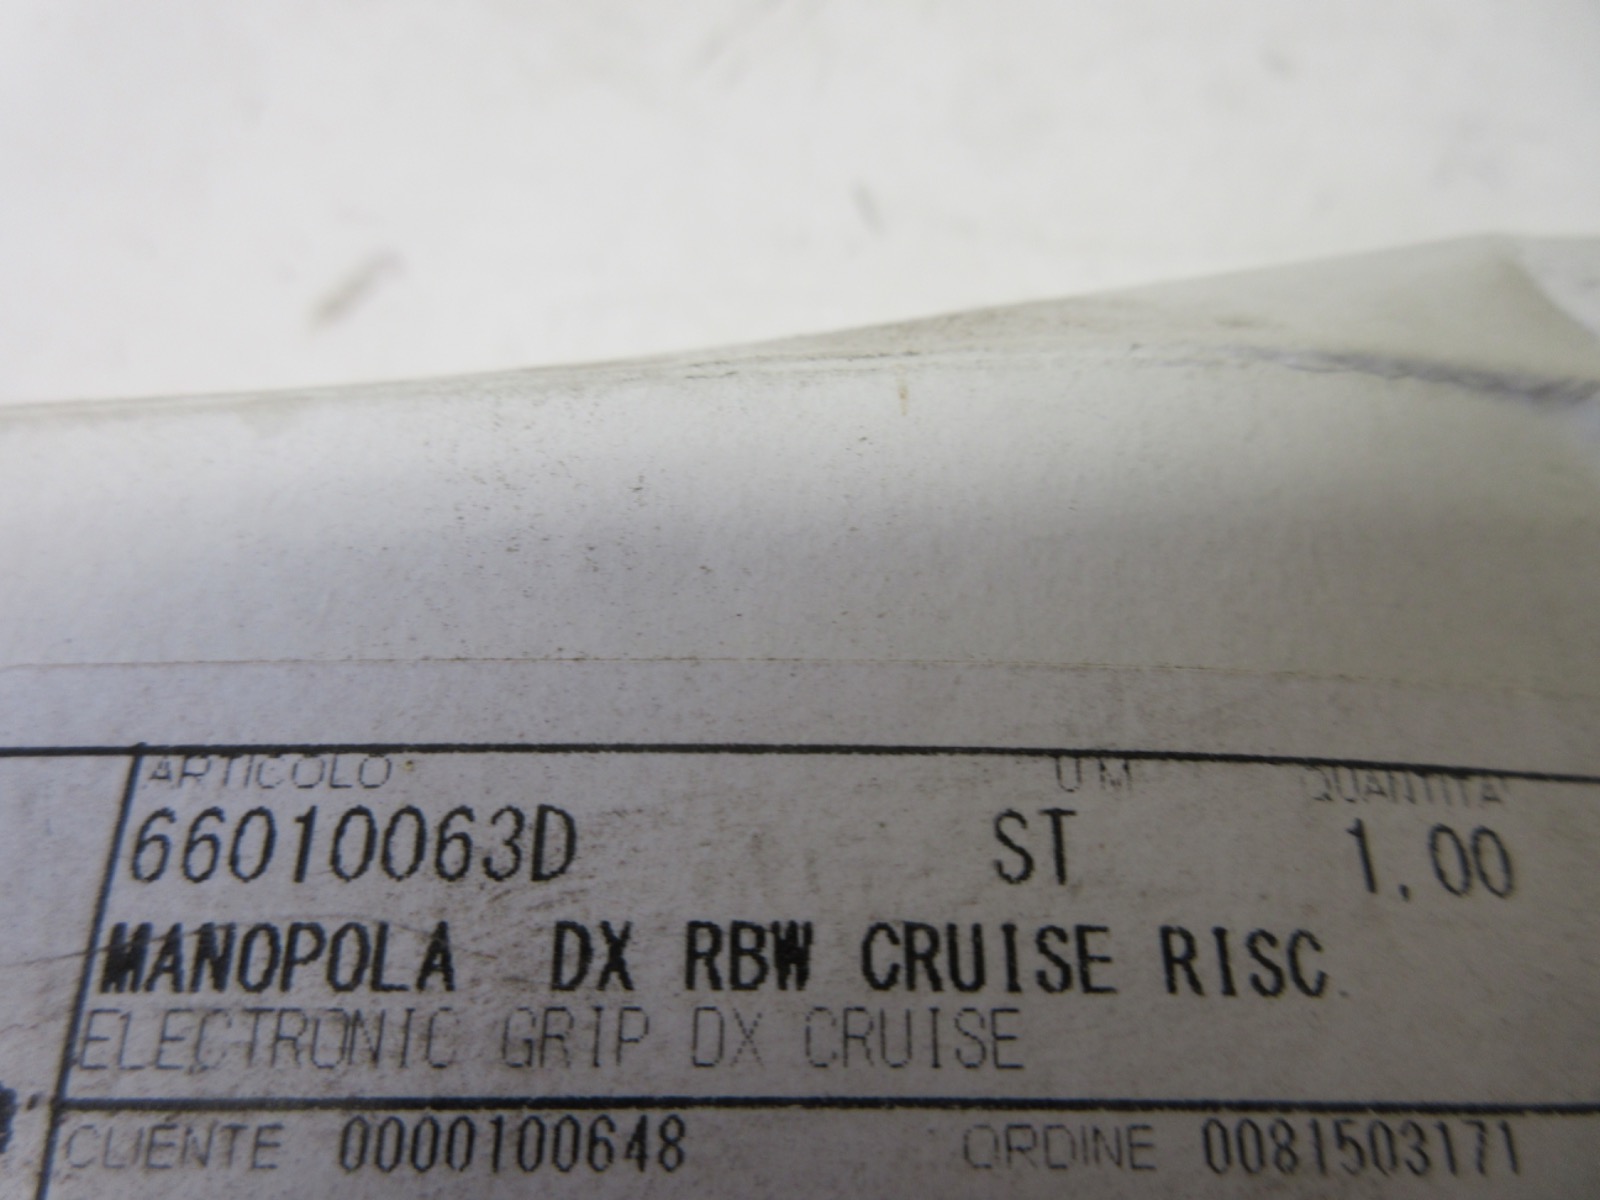 ARTICOLO U M QUANTITA'
66010063D ST 1,00
MANOPOLA DX RBW CRUISE RISC.
ELECTRONIC GRIP DX CRUISE
CLIENTE 0000100648 ORDINE 0081503171